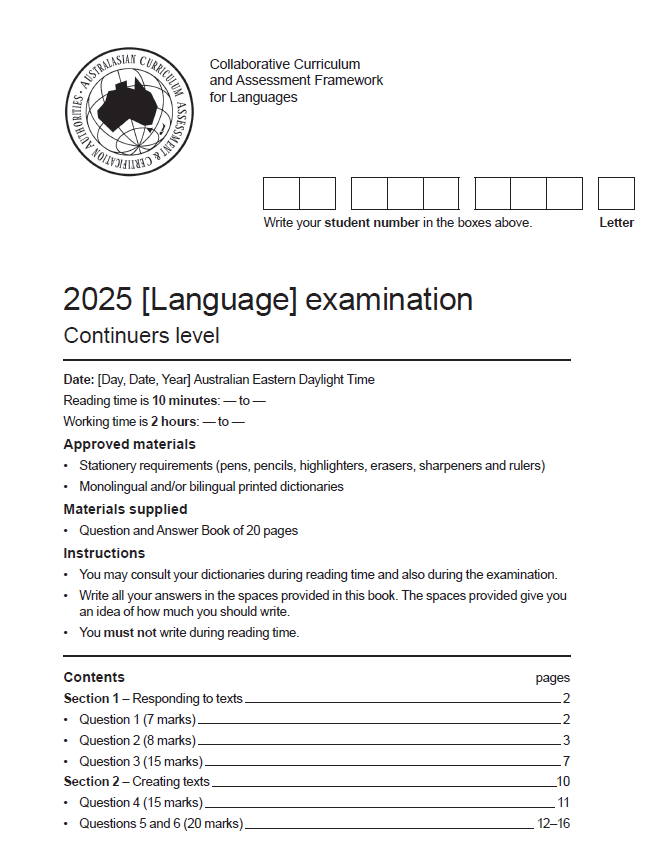 AUSTRALASIAN CURRICULUM ASSESSMENT & CERTIFICATION AUTHORITIES •
Collaborative Curriculum
and Assessment Framework
for Languages
Write your student number in the boxes above.
Letter
2025 [Language] examination
Continuers level
Date: [Day, Date, Year] Australian Eastern Daylight Time
Reading time is 10 minutes: — to —
Working time is 2 hours: — to —
Approved materials
• Stationery requirements (pens, pencils, highlighters, erasers, sharpeners and rulers)
• Monolingual and/or bilingual printed dictionaries
Materials supplied
• Question and Answer Book of 20 pages
Instructions
• You may consult your dictionaries during reading time and also during the examination.
• Write all your answers in the spaces provided in this book. The spaces provided give you
an idea of how much you should write.
• You must not write during reading time.
Contents pages
Section 1 – Responding to texts 2
• Question 1 (7 marks) 2
• Question 2 (8 marks) 3
• Question 3 (15 marks) 7
Section 2 – Creating texts 10
• Question 4 (15 marks) 11
• Questions 5 and 6 (20 marks) 12–16